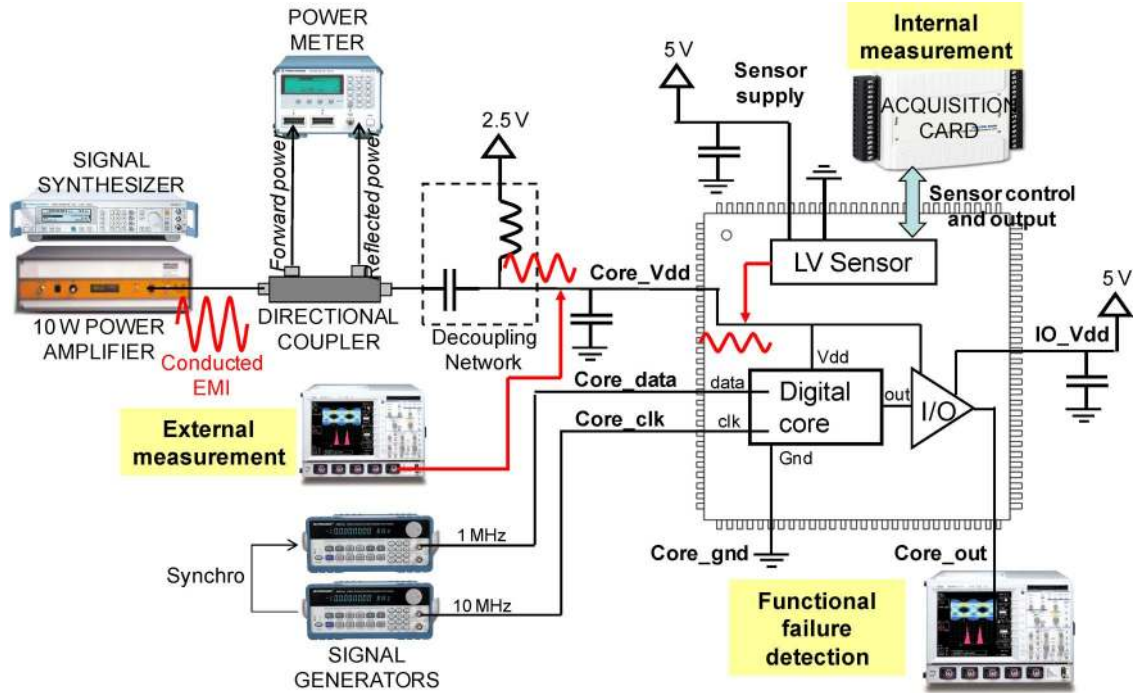 POWER
METER
5 V
Internal
measurement
Sensor
supply
ACQUISITION
CARD
2.5 V
SIGNAL
SYNTHESIZER
Forward power
Reflected power
Sensor control
and output
Core_Vdd
LV Sensor
5 V
10 W POWER
AMPLIFIER
DIRECTIONAL
COUPLER
Decoupling
Network
IO_Vdd
Conducted
EMI
Vdd
Core_data
data
Digital
core
out
I/O
Core_clk
clk
External
measurement
Gnd
1 MHz
Core_gnd
Core_out
Synchro
10 MHz
Functional
failure
detection
SIGNAL
GENERATORS